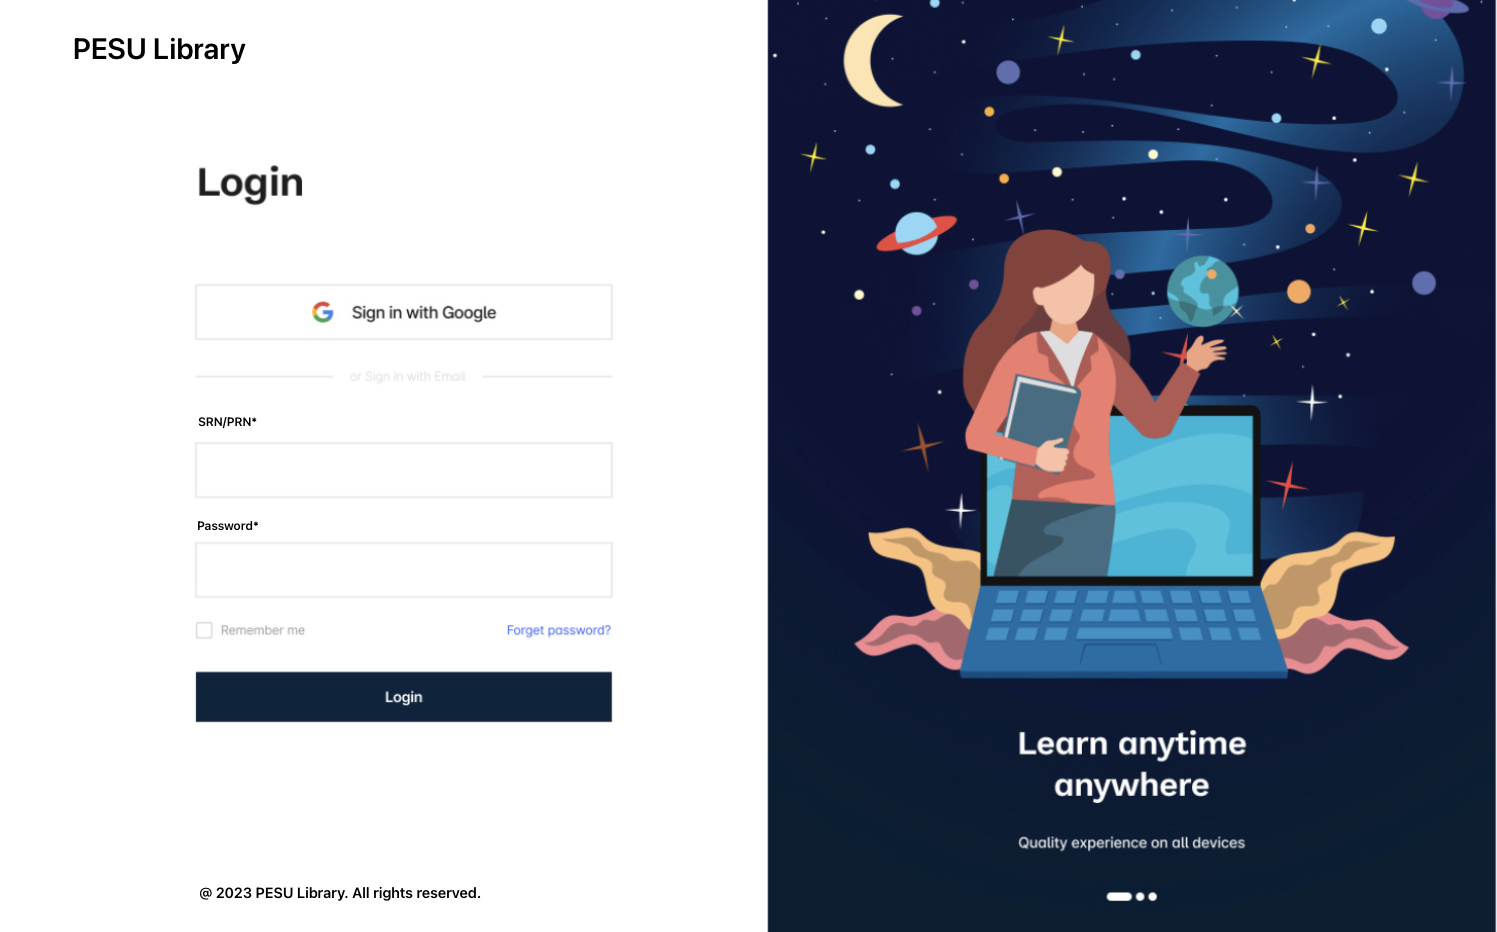 PESU Library
Login
Sign in with Google
or Sign in with Email
SRN/PRN*
Password*
Remember me
Forget password?
Login
@ 2023 PESU Library. All rights reserved.
Learn anytime
anywhere
Quality experience on all devices